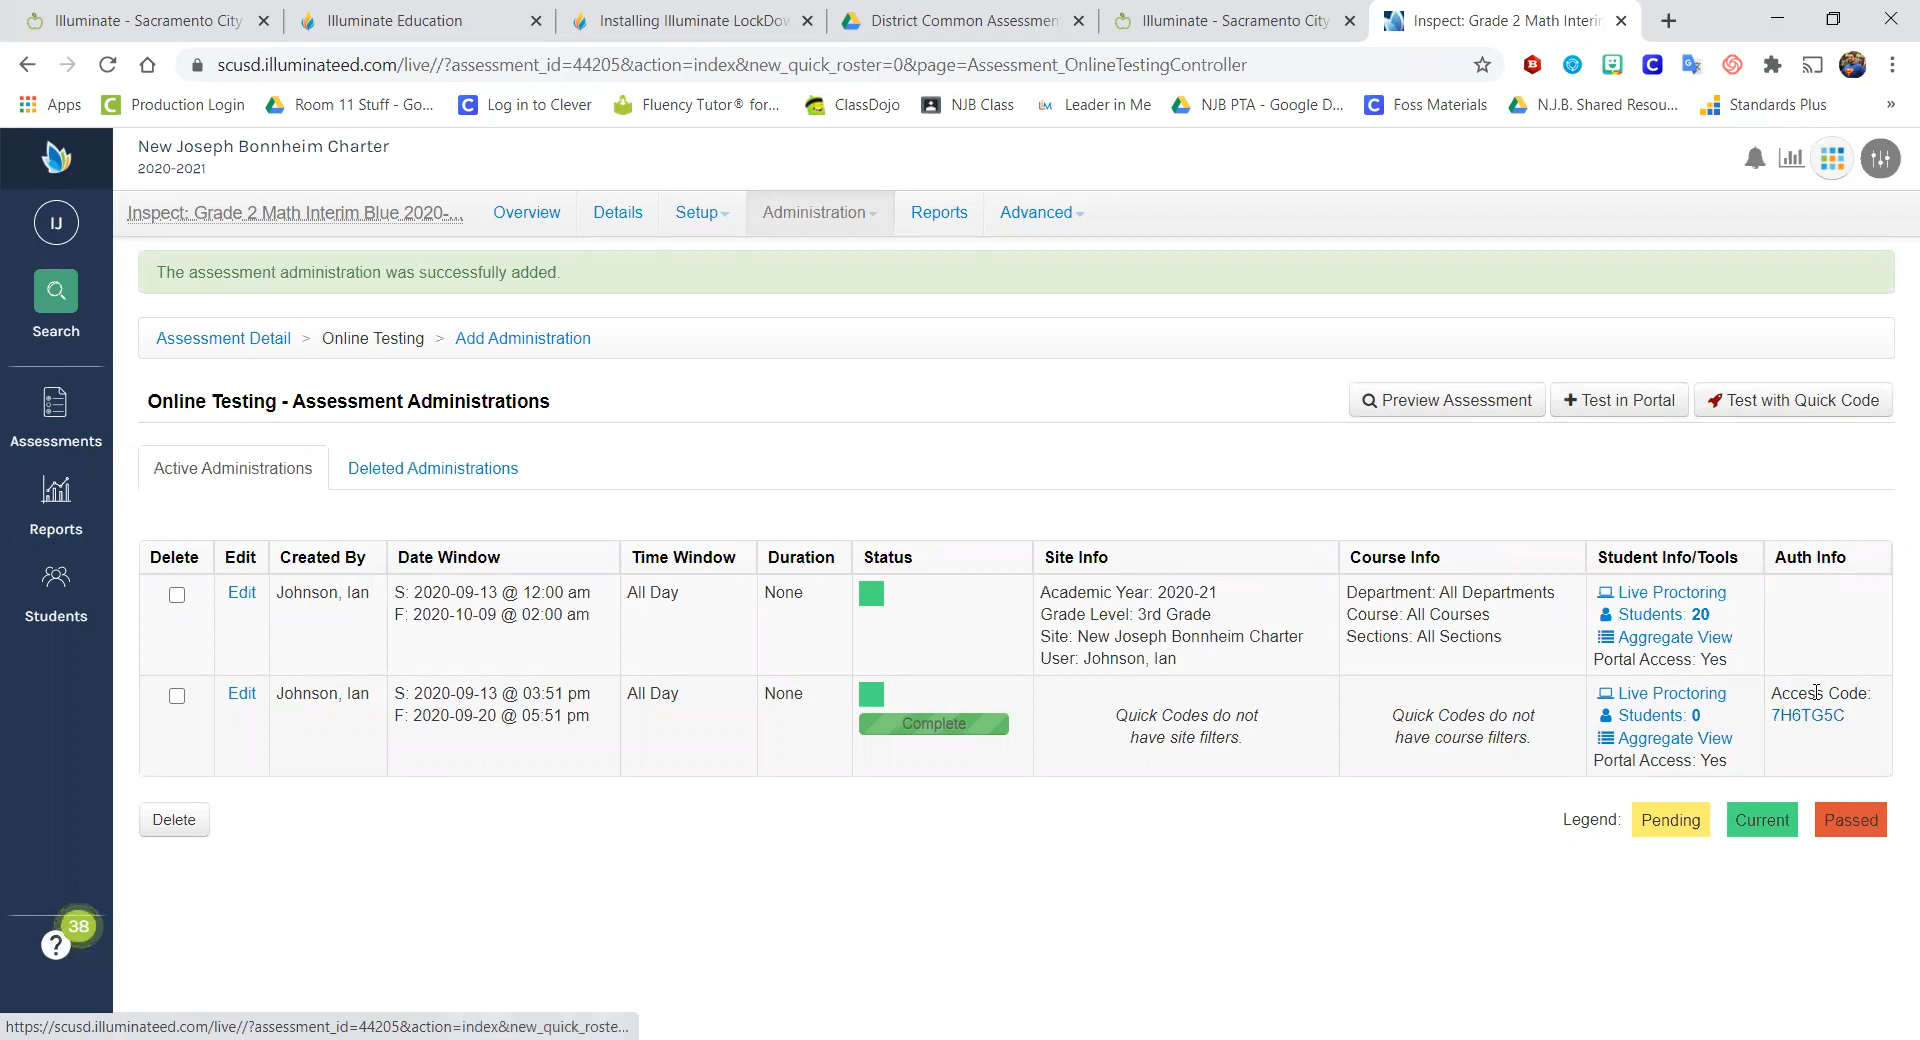 Illuminate - Sacramento City
Illuminate Education
Installing Illuminate LockDov
District Common Assessmen
Illuminate - Sacramento City
Inspect: Grade 2 Math Interin
scusd.illuminateed.com/live//?assessment_id=44205&action=index&new_quick_roster=0&page=Assessment_OnlineTestingController
Apps
Production Login
Room 11 Stuff - Go...
Log in to Clever
Fluency Tutor® for...
ClassDojo
NJB Class
Leader in Me
NJB PTA - Google D...
Foss Materials
N.J.B. Shared Resou...
Standards Plus
»
New Joseph Bonnheim Charter
2020-2021
IJ
Search
Assessments
Reports
Students
38
?
Inspect: Grade 2 Math Interim Blue 2020-...
Overview
Details
Setup
Administration
Reports
Advanced
The assessment administration was successfully added.
Assessment Detail > Online Testing > Add Administration
Online Testing - Assessment Administrations
Preview Assessment
Test in Portal
Test with Quick Code
Active Administrations
Deleted Administrations
Delete Edit Created By Date Window Time Window Duration Status Site Info Course Info Student Info/Tools Auth Info
Edit
Johnson, Ian
S: 2020-09-13 @ 12:00 am
F: 2020-10-09 @ 02:00 am
All Day
None
Academic Year: 2020-21
Grade Level: 3rd Grade
Site: New Joseph Bonnheim Charter
User: Johnson, Ian
Department: All Departments
Course: All Courses
Sections: All Sections
Live Proctoring
Students: 20
Aggregate View
Portal Access: Yes
Edit
Johnson, Ian
S: 2020-09-13 @ 03:51 pm
F: 2020-09-20 @ 05:51 pm
All Day
None
Complete
Quick Codes do not
have site filters.
Quick Codes do not
have course filters.
Live Proctoring
Students: 0
Aggregate View
Portal Access: Yes
Access Code:
7H6TG5C
Delete
Legend: Pending Current Passed
https://scusd.illuminateed.com/live//?assessment_id=44205&action=index&new_quick_roste...